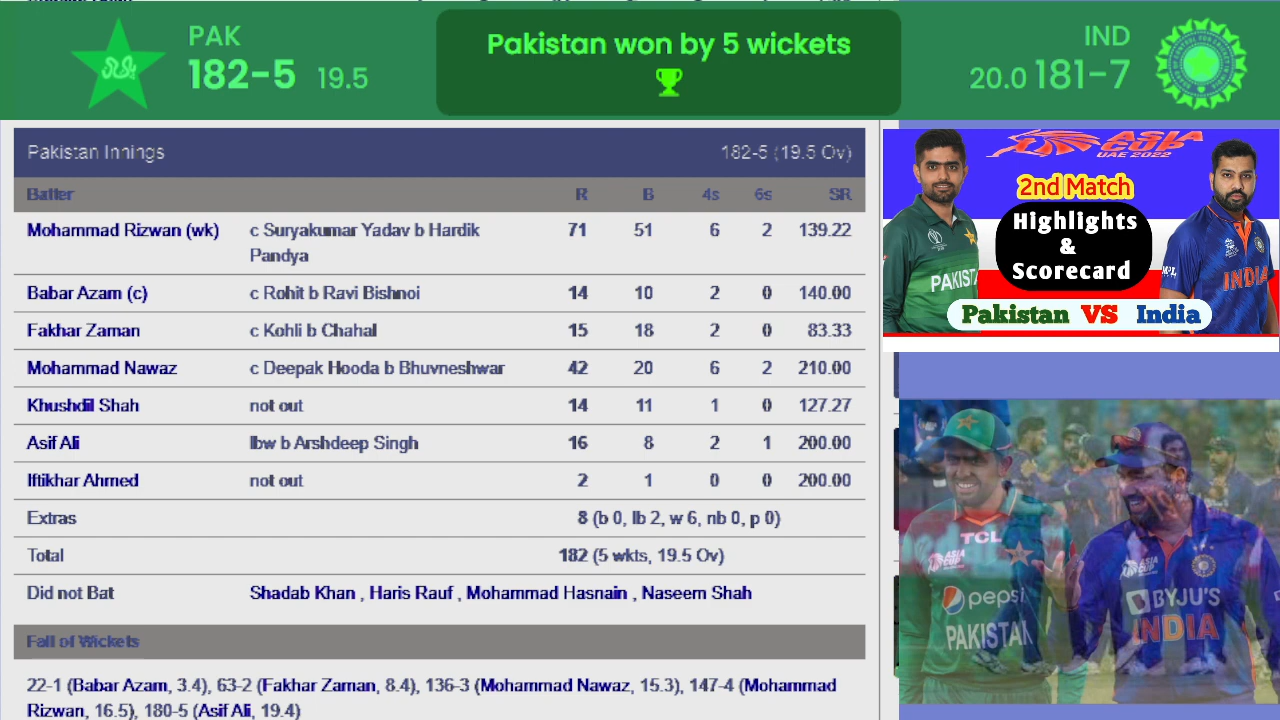 PAK
182-5 19.5
Pakistan won by 5 wickets
IND
20.0 181-7
Pakistan Innings 182-5 (19.5 Ov)
Batter R B 4s 6s SR
Mohammad Rizwan (wk) c Suryakumar Yadav b Hardik Pandya 71 51 6 2 139.22
Babar Azam (c) c Rohit b Ravi Bishnoi 14 10 2 0 140.00
Fakhar Zaman c Kohli b Chahal 15 18 2 0 83.33
Mohammad Nawaz c Deepak Hooda b Bhuvneshwar 42 20 6 2 210.00
Khushdil Shah not out 14 11 1 0 127.27
Asif Ali lbw b Arshdeep Singh 16 8 2 1 200.00
Iftikhar Ahmed not out 2 1 0 0 200.00
Extras 8 (b 0, lb 2, w 6, nb 0, p 0)
Total 182 (5 wkts, 19.5 Ov)
Did not Bat Shadab Khan , Haris Rauf , Mohammad Hasnain , Naseem Shah
Fall of Wickets
22-1 (Babar Azam, 3.4), 63-2 (Fakhar Zaman, 8.4), 136-3 (Mohammad Nawaz, 15.3), 147-4 (Mohammad
Rizwan, 16.5), 180-5 (Asif Ali, 19.4)
ASIA
CUP
UAE 2022
2nd Match
Highlights
&
Scorecard
PAKIST
INDIA
Pakistan VS India
TCL
ASIA
CUP
pepsi
PAKISTAN
ASIA
CUP
BYJU'S
INDIA